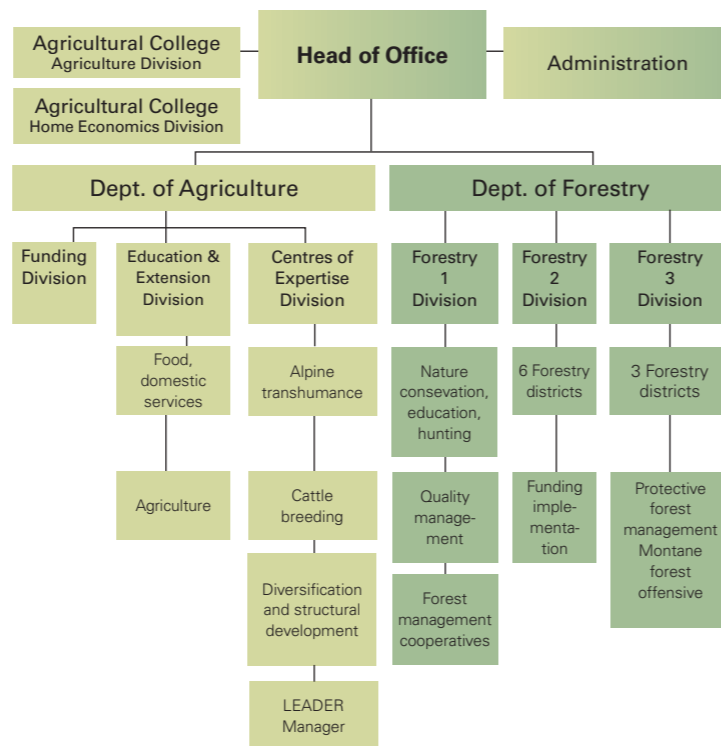 Agricultural College
Agriculture Division
Head of Office
Administration
Agricultural College
Home Economics Division
Dept. of Agriculture
Dept. of Forestry
Funding
Division
Education &
Extension
Division
Centres of
Expertise
Division
Forestry
1
Division
Forestry
2
Division
Forestry
3
Division
Food,
domestic
services
Alpine
transhumance
Nature
consevation,
education,
hunting
6 Forestry
districts
3 Forestry
districts
Agriculture
Cattle
breeding
Quality
manage-
ment
Funding
imple-
menta-
tion
Protective
forest
management
Montane
forest
offensive
Diversification
and structural
development
Forest
management
cooperatives
LEADER
Manager